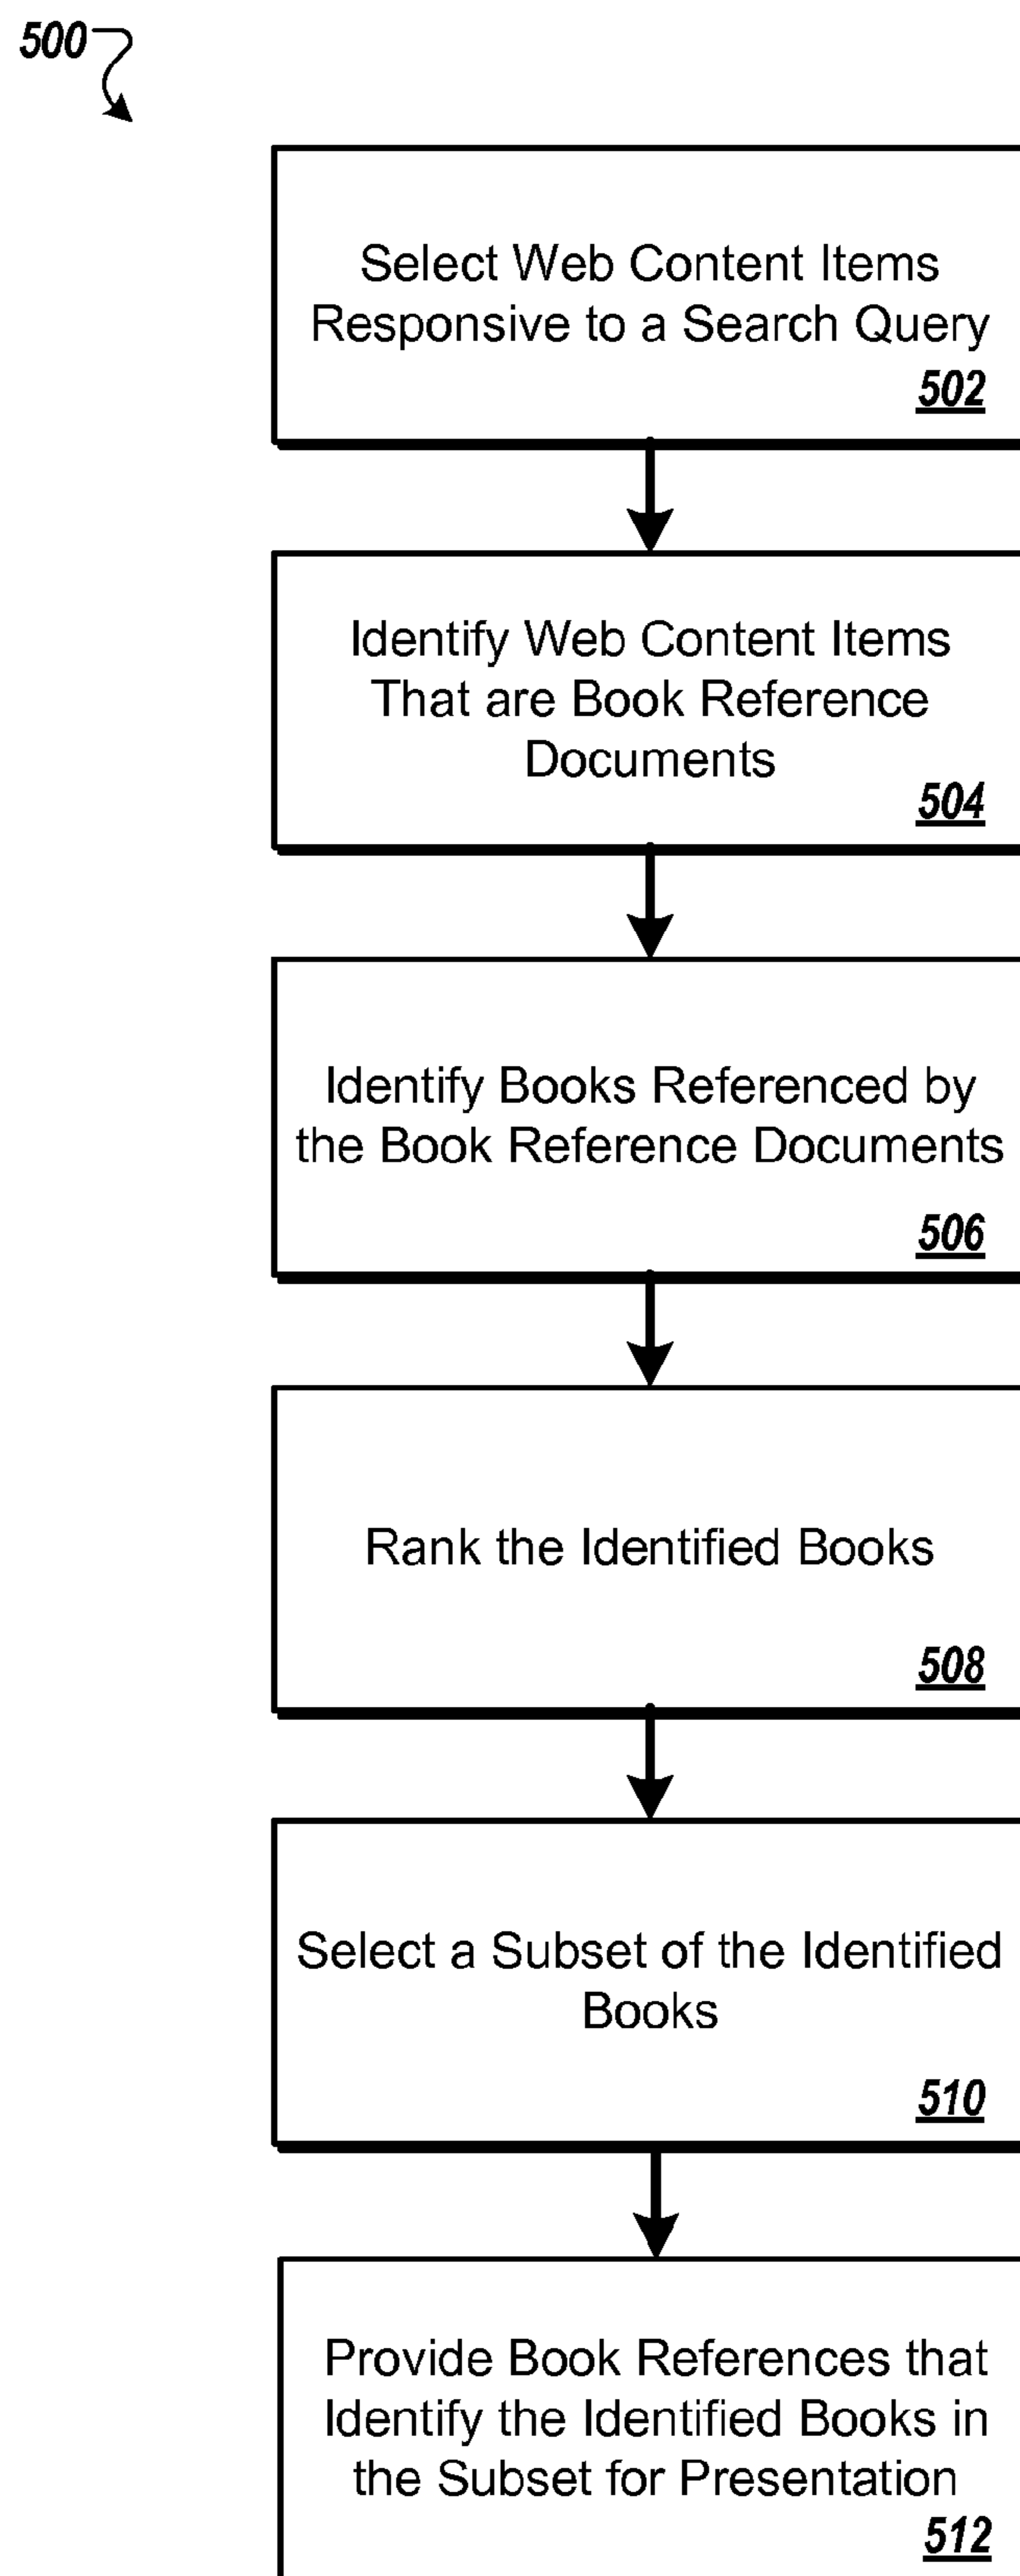 500
Select Web Content Items
Responsive to a Search Query
502
Identify Web Content Items
That are Book Reference
Documents
504
Identify Books Referenced by
the Book Reference Documents
506
Rank the Identified Books
508
Select a Subset of the Identified
Books
510
Provide Book References that
Identify the Identified Books in
the Subset for Presentation
512